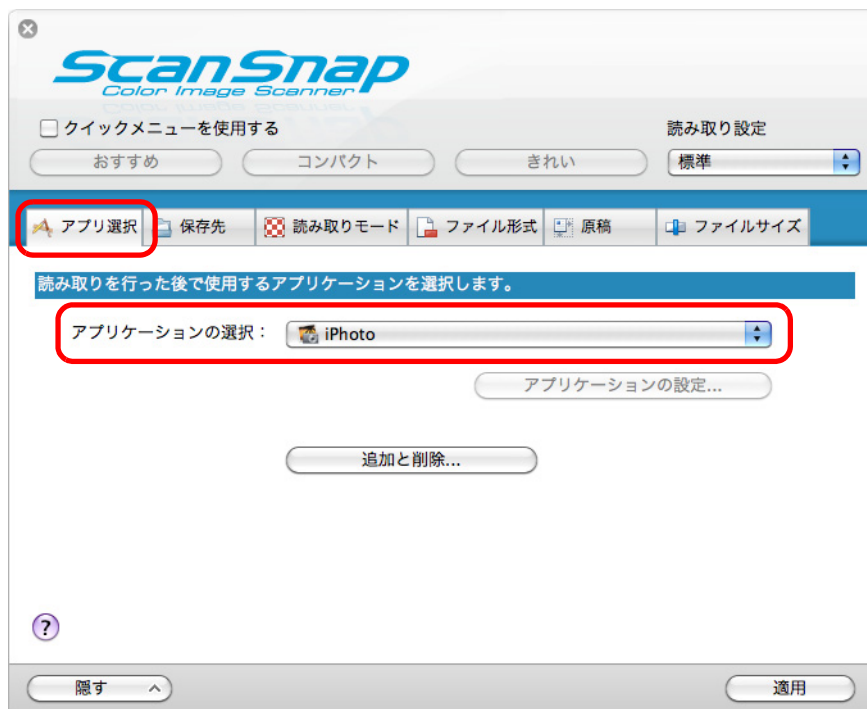 ScanSnap
Color Image Scanner
クイックメニューを使用する
読み取り設定
おすすめ
コンパクト
きれい
標準
アプリ選択
保存先
読み取りモード
ファイル形式
原稿
ファイルサイズ
読み取りを行った後で使用するアプリケーションを選択します。
アプリケーションの選択：
iPhoto
アプリケーションの設定...
追加と削除...
?
隠す
適用